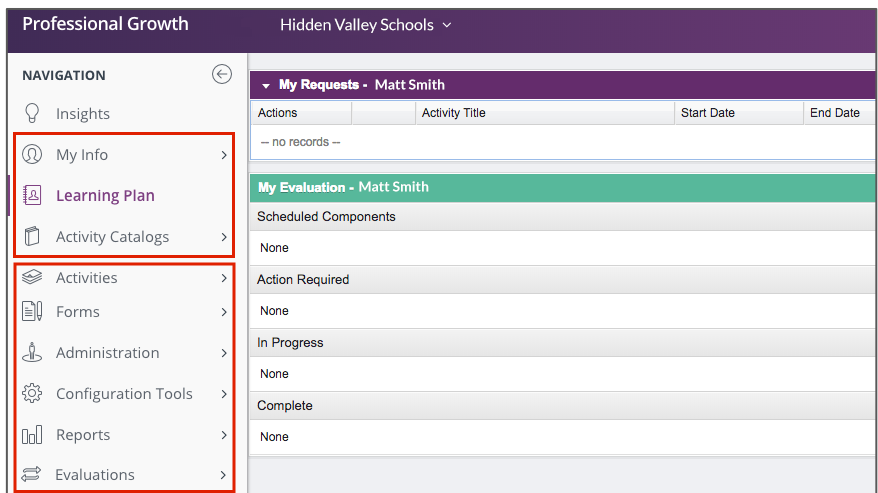 Professional Growth
Hidden Valley Schools
NAVIGATION
Insights
My Info
Learning Plan
Activity Catalogs
Activities
Forms
Administration
Configuration Tools
Reports
Evaluations
My Requests - Matt Smith
Actions Activity Title Start Date End Date
-- no records --
My Evaluation - Matt Smith
Scheduled Components
None
Action Required
None
In Progress
None
Complete
None